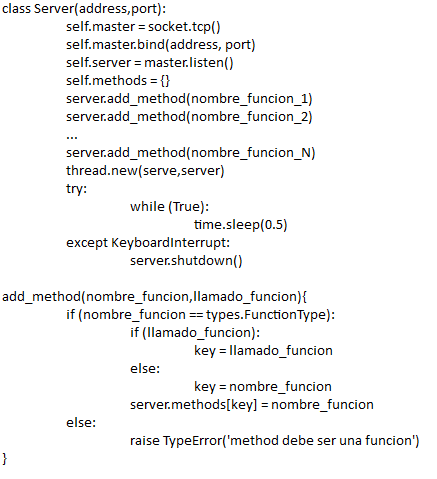 class Server(address,port):
self.master = socket.tcp()
self.master.bind(address, port)
self.server = master.listen()
self.methods = {}
server.add_method(nombre_funcion_1)
server.add_method(nombre_funcion_2)
...
server.add_method(nombre_funcion_N)
thread.new(serve,server)
try:
while (True):
time.sleep(0.5)
except KeyboardInterrupt:
server.shutdown()
add_method(nombre_funcion,llamado_funcion){
if (nombre_funcion == types.FunctionType):
if (llamado_funcion):
key = llamado_funcion
else:
key = nombre_funcion
server.methods[key] = nombre_funcion
else:
raise TypeError('method debe ser una funcion')
}